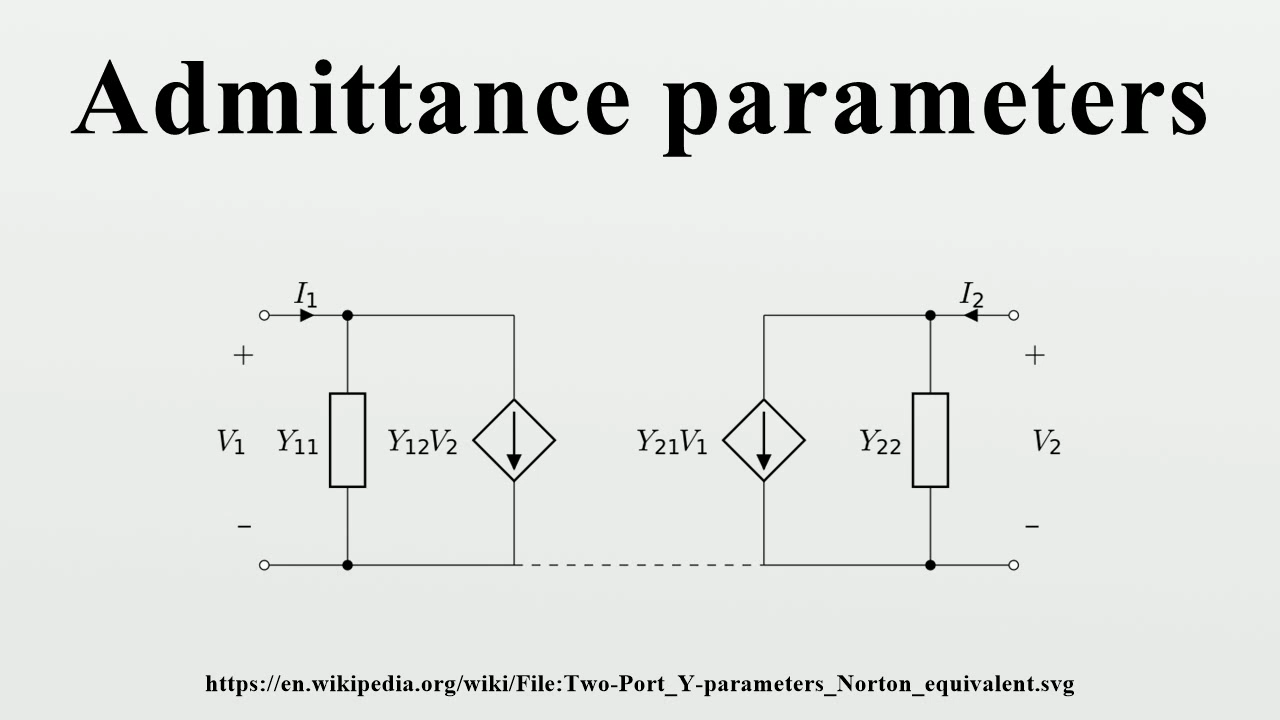 Admittance parameters
I1 I2
+ +
V1 Y11 Y12V2 Y21V1 Y22 V2
– –
https://en.wikipedia.org/wiki/File:Two-Port_Y-parameters_Norton_equivalent.svg